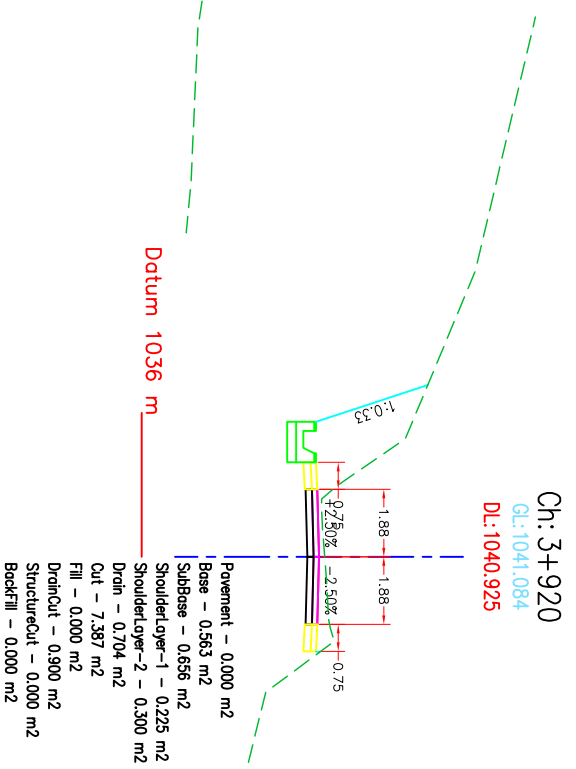 Ch: 3+920
GL:1041.084
DL:1040.925
1:0.33
1.88
1.88
0.75
0.75
+2.50%
-2.50%
Datum 1036 m
Pavement - 0.000 m2
Base - 0.563 m2
SubBase - 0.656 m2
ShoulderLayer-1 - 0.225 m2
ShoulderLayer-2 - 0.300 m2
Drain - 0.704 m2
Cut - 7.387 m2
Fill - 0.000 m2
DrainCut - 0.900 m2
StructureCut - 0.000 m2
BackFill - 0.000 m2